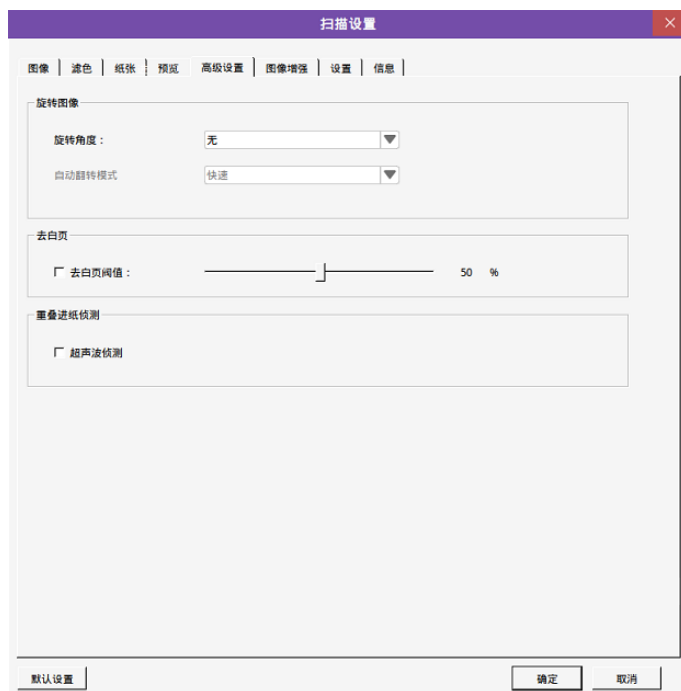 扫描设置
图像 滤色 纸张 预览 高级设置 图像增强 设置 信息
旋转图像
旋转角度： 无
自动翻转模式 快速
去白页
去白页阈值： 50 %
重叠进纸侦测
超声波侦测
默认设置 确定 取消